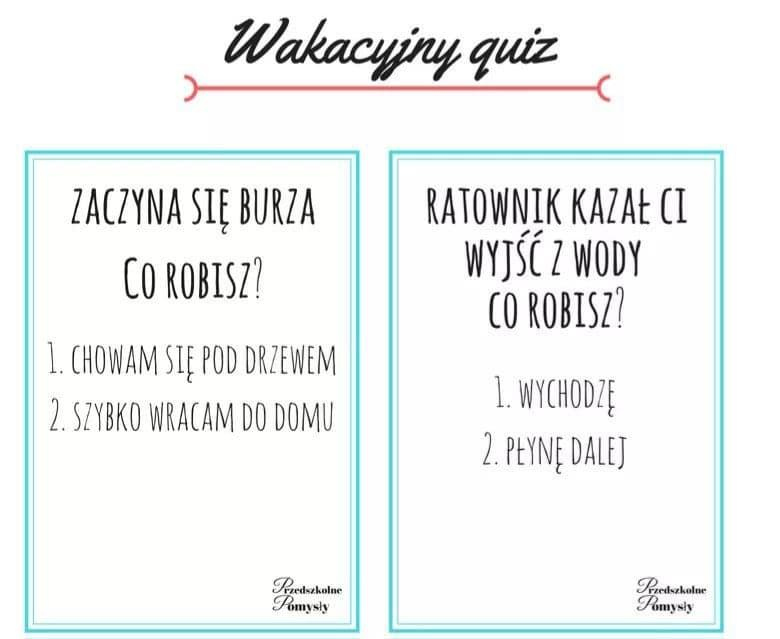 Wakacyjny quiz
ZACZYNA SIĘ BURZA
CO ROBISZ?
1. CHOWAM SIĘ POD DRZEWEM
2. SZYBKO WRACAM DO DOMU
Przedszkolne
Pomysły
RATOWNIK KAZAŁ CI
WYJŚĆ Z WODY
CO ROBISZ?
1. WYCHODZĘ
2. PŁYNĘ DALEJ
Przedszkolne
Pomysły